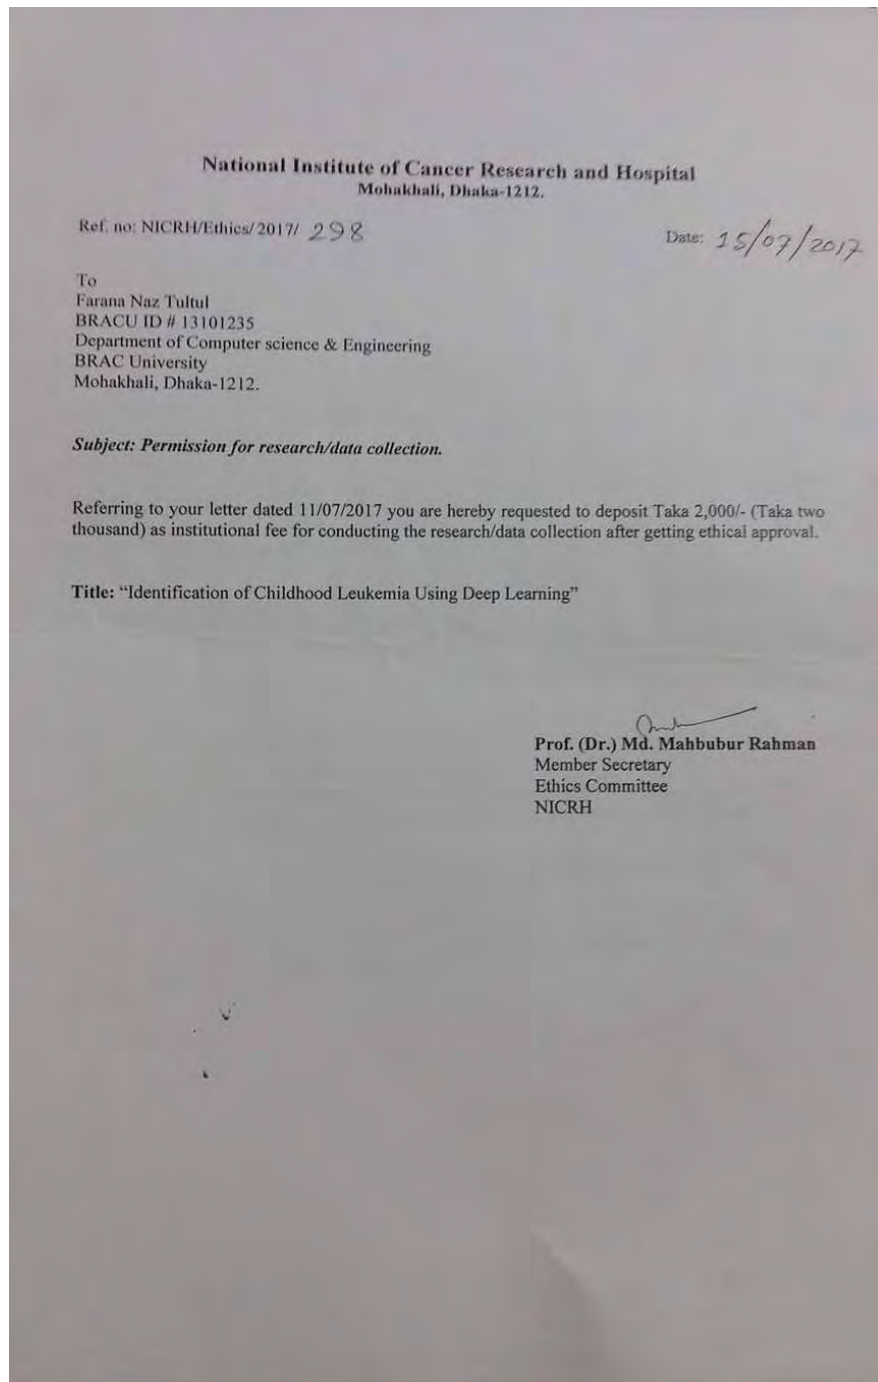 National Institute of Cancer Research and Hospital
Mohakhali, Dhaka-1212.
Ref. no: NICRH/Ethics/2017/ 298
Date: 15/07/2017
To
Farana Naz Tultul
BRACU ID # 13101235
Department of Computer science & Engineering
BRAC University
Mohakhali, Dhaka-1212.
Subject: Permission for research/data collection.
Referring to your letter dated 11/07/2017 you are hereby requested to deposit Taka 2,000/- (Taka two
thousand) as institutional fee for conducting the research/data collection after getting ethical approval.
Title: “Identification of Childhood Leukemia Using Deep Learning”
Prof. (Dr.) Md. Mahbubur Rahman
Member Secretary
Ethics Committee
NICRH